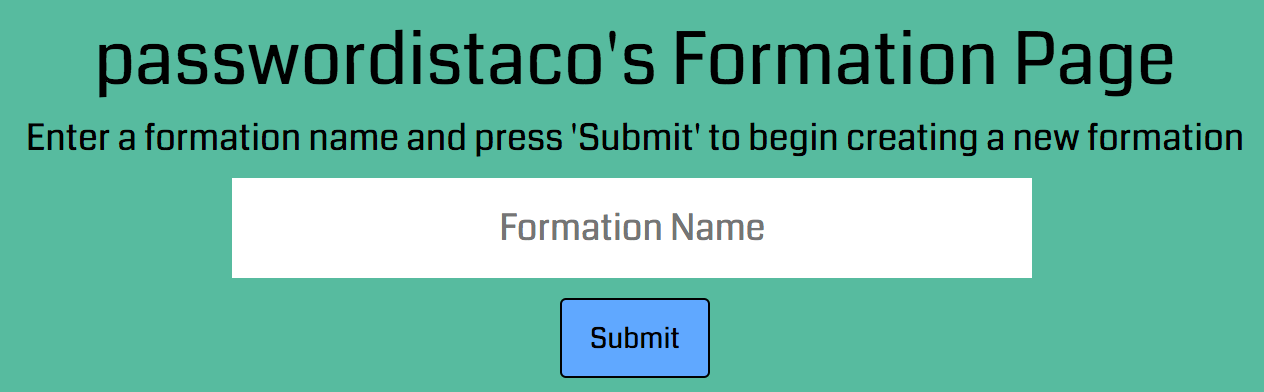 passwordistaco's Formation Page
Enter a formation name and press 'Submit' to begin creating a new formation
Formation Name
Submit